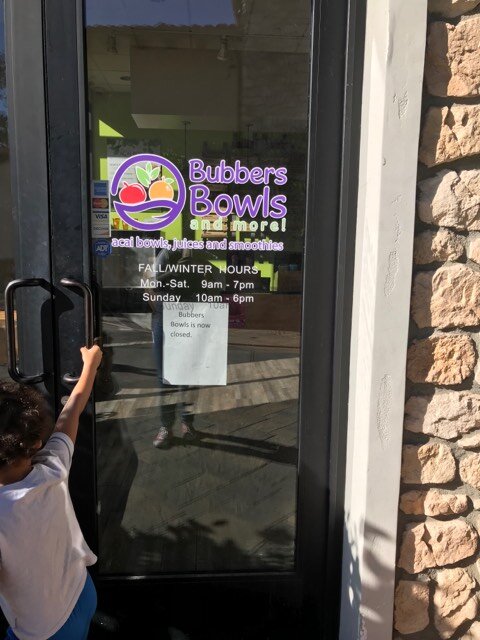 Bubbers
Bowls
and more!
acai bowls, juices and smoothies
FALL/WINTER HOURS
Mon.-Sat. 9am - 7pm
Sunday 10am - 6pm
Bubbers
Bowls is now
closed.
VISA
ADT